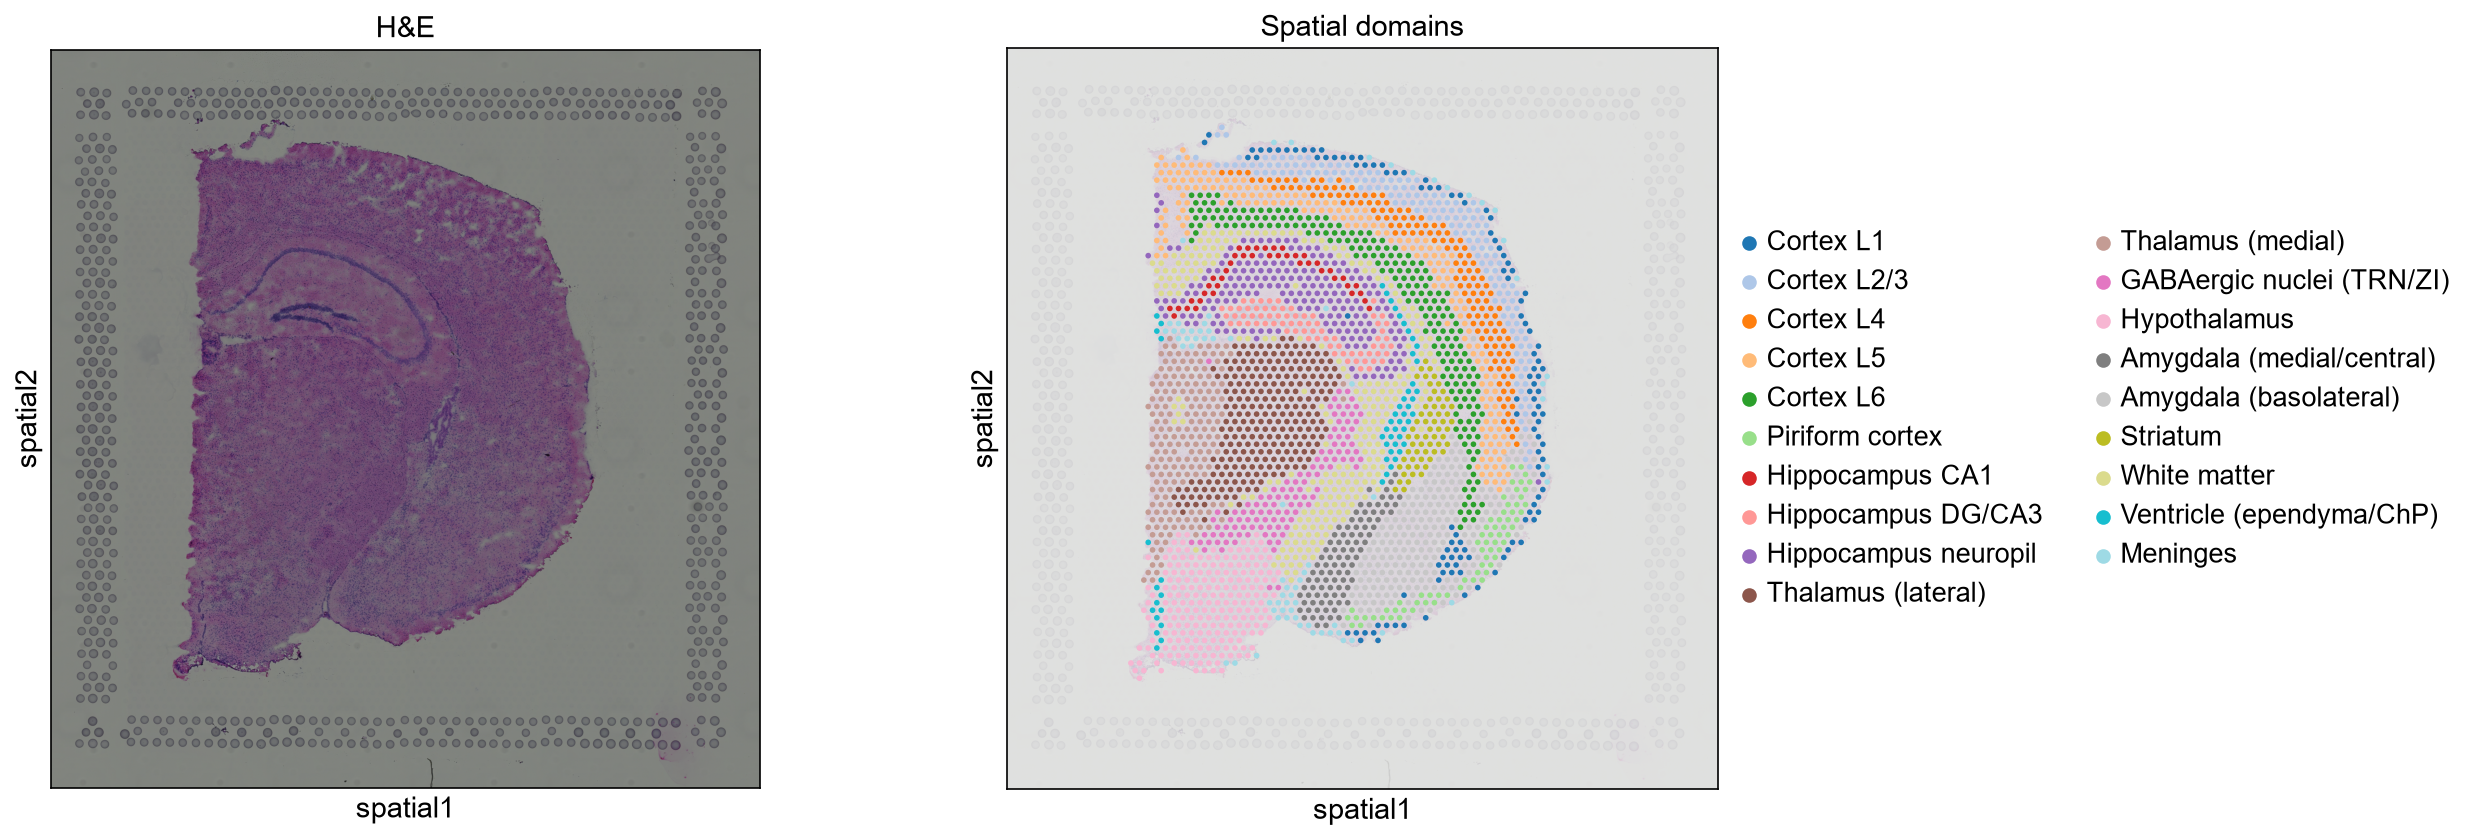 H&E
spatial2
spatial1
Spatial domains
spatial2
spatial1
Cortex L1
Cortex L2/3
Cortex L4
Cortex L5
Cortex L6
Piriform cortex
Hippocampus CA1
Hippocampus DG/CA3
Hippocampus neuropil
Thalamus (lateral)
Thalamus (medial)
GABAergic nuclei (TRN/ZI)
Hypothalamus
Amygdala (medial/central)
Amygdala (basolateral)
Striatum
White matter
Ventricle (ependyma/ChP)
Meninges